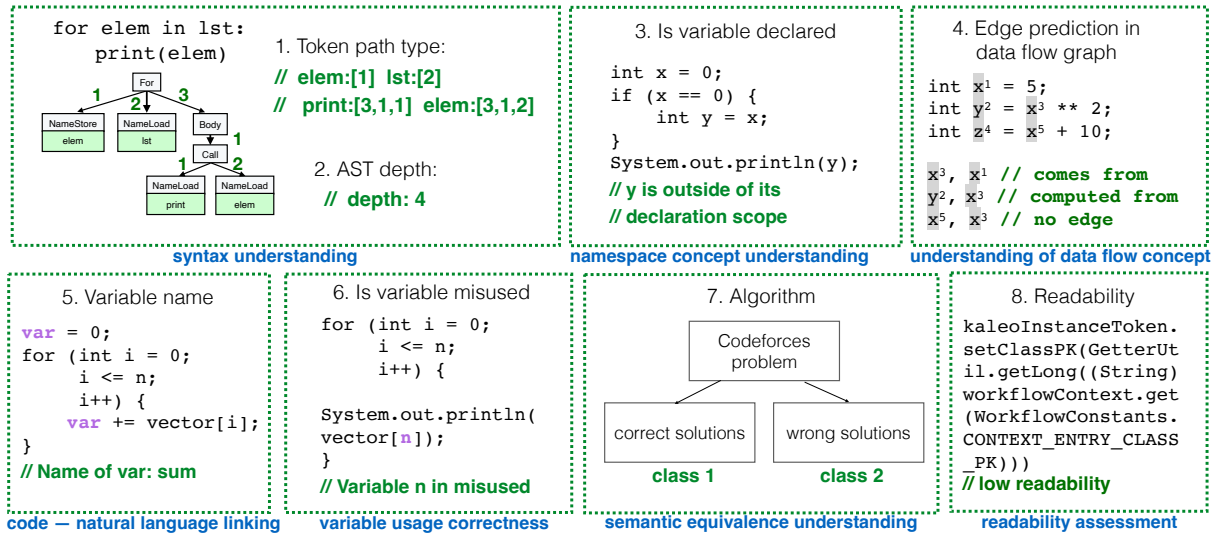 for elem in lst:
    print(elem)
For
1
2
3
NameStore
elem
NameLoad
lst
Body
1
Call
1
2
NameLoad
print
NameLoad
elem
1. Token path type:
// elem:[1] lst:[2]
// print:[3,1,1] elem:[3,1,2]
2. AST depth:
// depth: 4
syntax understanding
3. Is variable declared
int x = 0;
if (x == 0) {
    int y = x;
}
System.out.println(y);
// y is outside of its
// declaration scope
namespace concept understanding
4. Edge prediction in
data flow graph
int x¹ = 5;
int y² = x³ ** 2;
int z⁴ = x⁵ + 10;
x³, x¹ // comes from
y², x³ // computed from
x⁵, x³ // no edge
understanding of data flow concept
5. Variable name
var = 0;
for (int i = 0;
     i <= n;
     i++) {
    var += vector[i];
}
// Name of var: sum
code — natural language linking
6. Is variable misused
for (int i = 0;
     i <= n;
     i++) {
System.out.println(
vector[n]);
}
// Variable n in misused
variable usage correctness
7. Algorithm
Codeforces
problem
correct solutions
wrong solutions
class 1
class 2
semantic equivalence understanding
8. Readability
kaleoInstanceToken.
setClassPK(GetterUt
il.getLong((String)
workflowContext.get
(WorkflowConstants.
CONTEXT_ENTRY_CLASS
_PK)))
// low readability
readability assessment